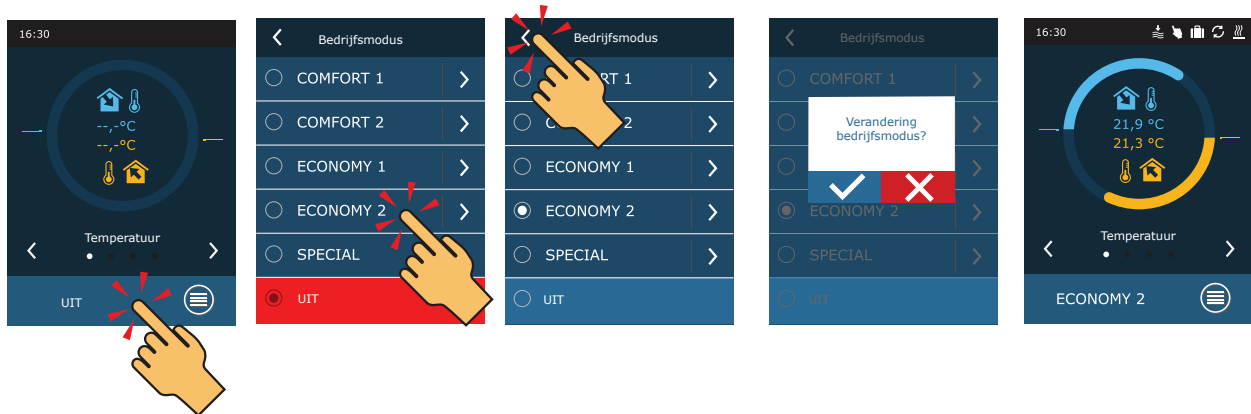 16:30
--,-°C
--,-°C
Temperatuur
UIT
Bedrijfsmodus
COMFORT 1
COMFORT 2
ECONOMY 1
ECONOMY 2
SPECIAL
UIT
Bedrijfsmodus
RT 1
C 2
ECONOMY 1
ECONOMY 2
SPECIAL
UIT
Bedrijfsmodus
COMFORT 1
Verandering
bedrijfsmodus?
ECONOMY 2
SPECIAL
UIT
16:30
21,9 °C
21,3 °C
Temperatuur
ECONOMY 2